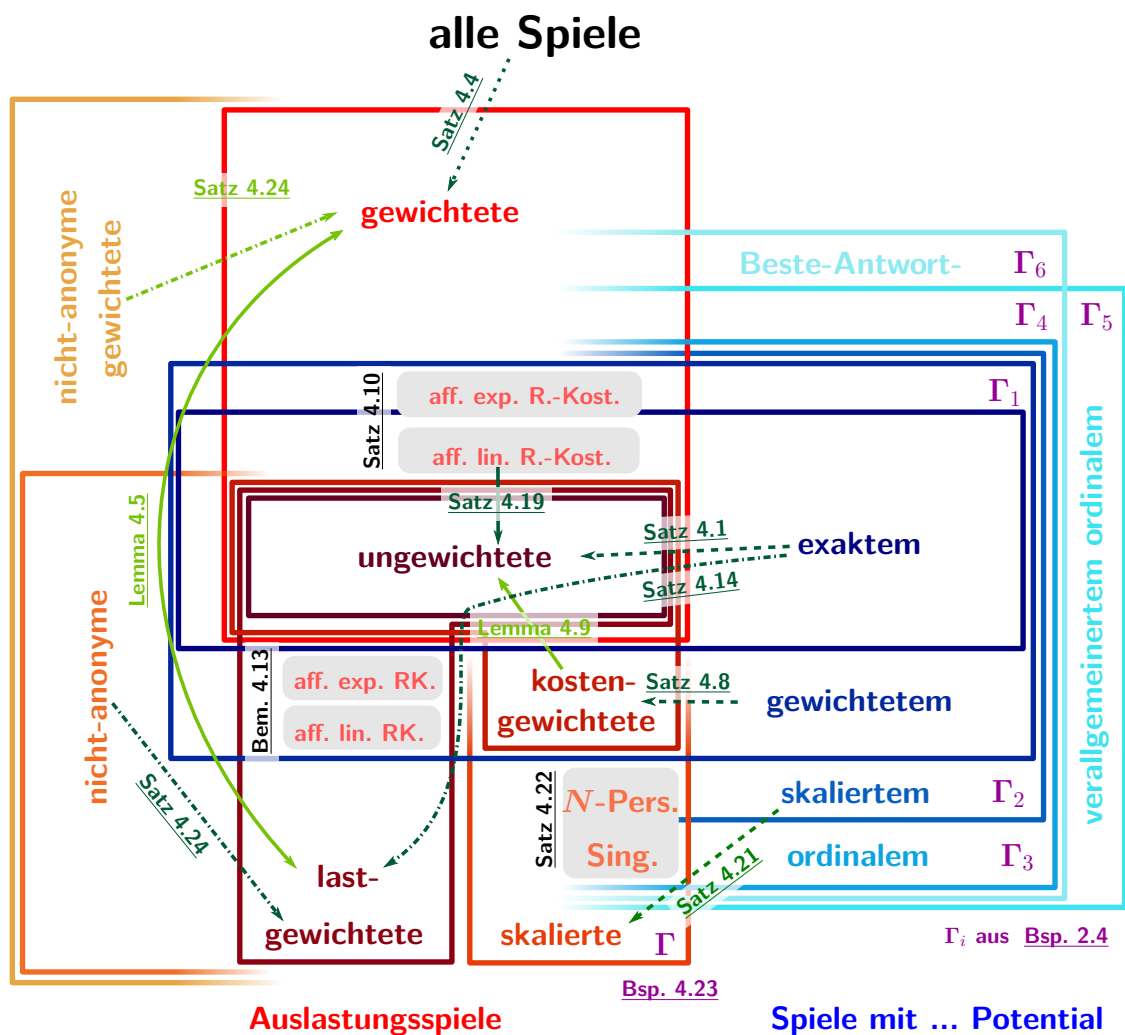 alle Spiele
Satz 4.4
Satz 4.24
gewichtete
nicht-anonyme
gewichtete
Beste-Antwort-
Γ₆
Γ₄
Γ₅
Satz 4.10
aff. exp. R.-Kost.
Γ₁
aff. lin. R.-Kost.
Satz 4.19
Satz 4.1
ungewichtete
exaktem
Satz 4.14
Lemma 4.5
verallgemeinertem ordinalem
nicht-anonyme
Lemma 4.9
Bem. 4.13
aff. exp. RK.
aff. lin. RK.
kosten-
gewichtete
Satz 4.8
gewichtetem
Satz 4.24
Satz 4.22
N-Pers.
Sing.
skaliertem
Γ₂
Satz 4.21
ordinalem
Γ₃
last-
gewichtete
skalierte
Γ
Γᵢ aus Bsp. 2.4
Bsp. 4.23
Auslastungsspiele
Spiele mit ... Potential